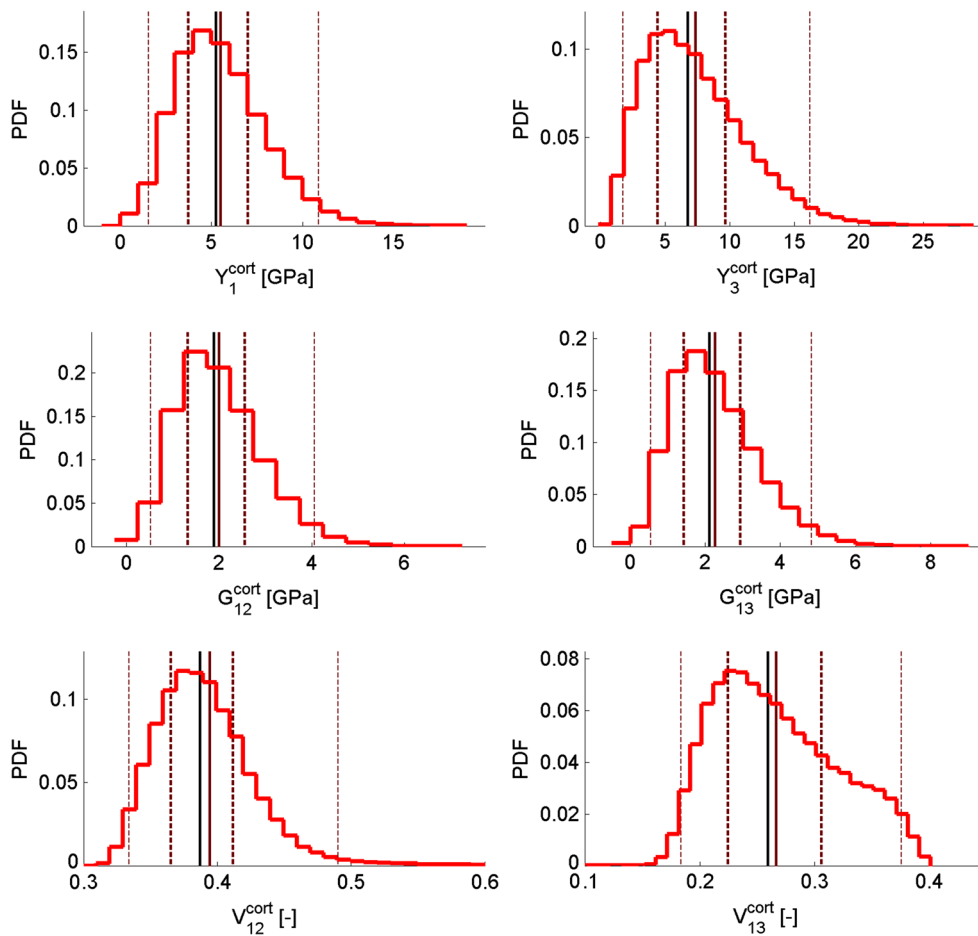 PDF
0.15
0.1
0.05
0
0 5 10 15
Y₁ᶜᵒʳᵗ [GPa]
PDF
0.1
0.05
0
0 5 10 15 20 25
Y₃ᶜᵒʳᵗ [GPa]
PDF
0.2
0.15
0.1
0.05
0
0 2 4 6
G₁₂ᶜᵒʳᵗ [GPa]
PDF
0.2
0.15
0.1
0.05
0
0 2 4 6 8
G₁₃ᶜᵒʳᵗ [GPa]
PDF
0.1
0.05
0
0.3 0.4 0.5 0.6
V₁₂ᶜᵒʳᵗ [-]
PDF
0.08
0.06
0.04
0.02
0
0.1 0.2 0.3 0.4
V₁₃ᶜᵒʳᵗ [-]